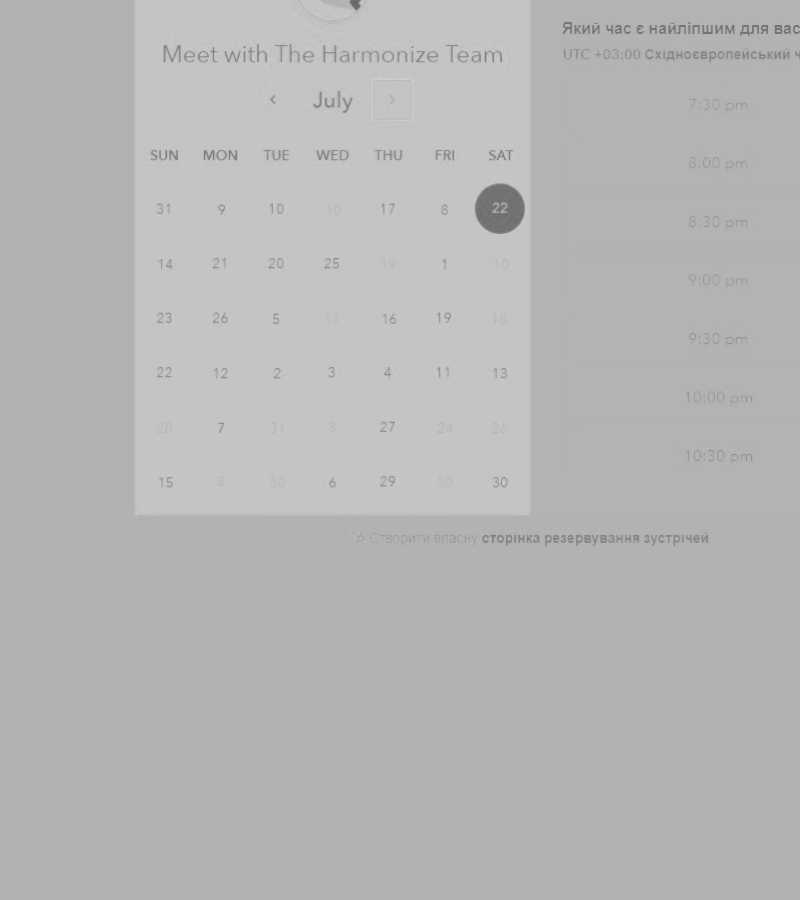 Meet with The Harmonize Team
July
SUN MON TUE WED THU FRI SAT
31 9 10 18 17 8 22
14 21 20 25 19 1 10
23 26 5 11 16 19 18
22 12 2 3 4 11 13
28 7 31 8 27 24 26
15 8 30 6 29 30 30
Який час є найліпшим для вас
UTC +03:00 Східноєвропейський ч
7:30 pm
8:00 pm
8:30 pm
9:00 pm
9:30 pm
10:00 pm
10:30 pm
Створити власну сторінка резервування зустрічей